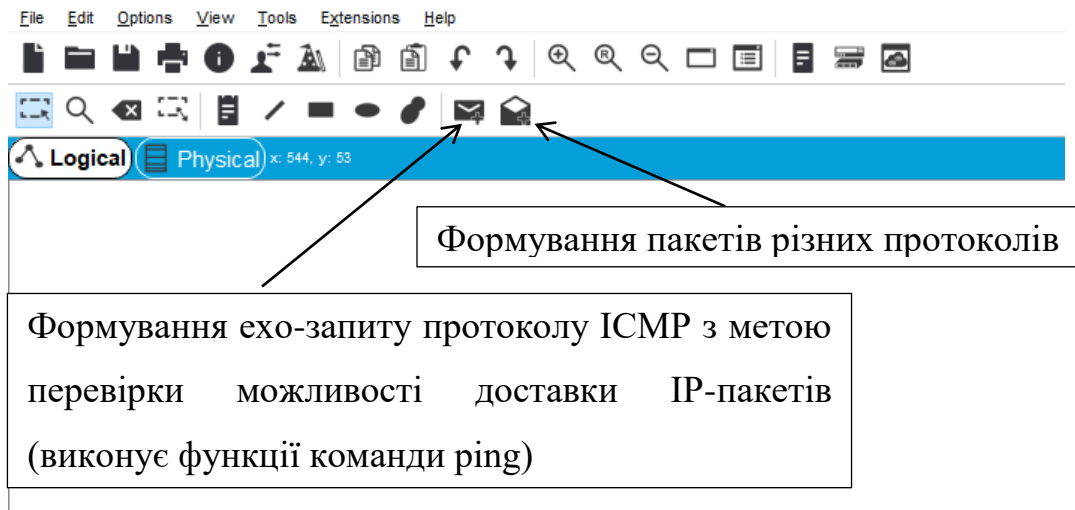 File Edit Options View Tools Extensions Help
Logical Physical x: 544, y: 53
Формування пакетів різних протоколів
Формування ехо-запиту протоколу ICMP з метою
перевірки можливості доставки IP-пакетів
(виконує функції команди ping)